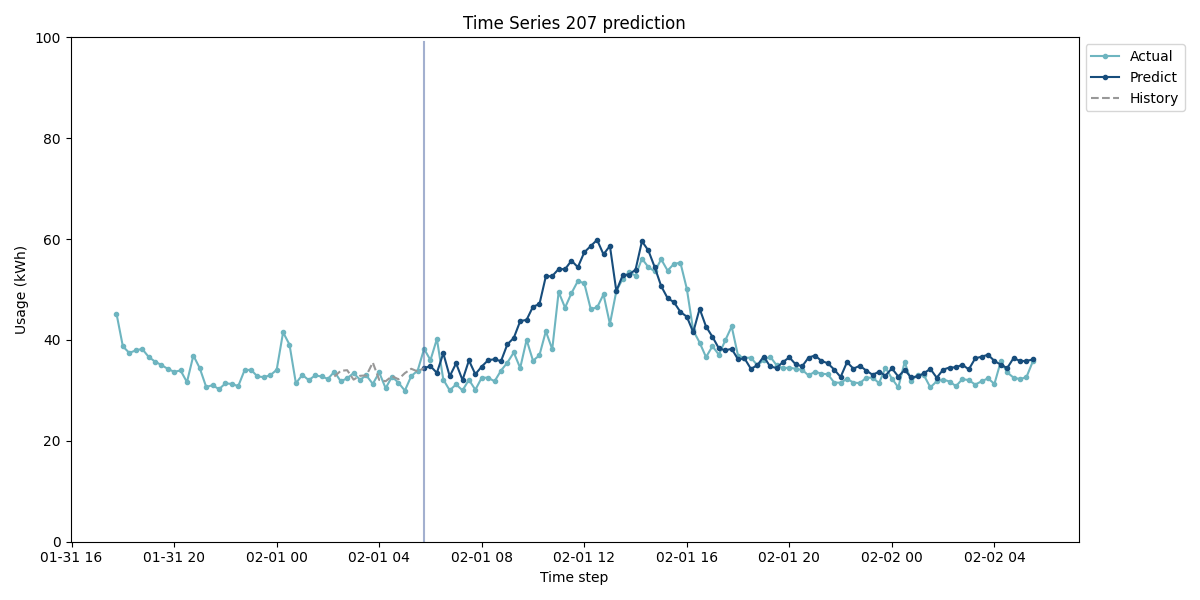 Time Series 207 prediction
100
80
60
40
20
0
Usage (kWh)
01-31 16
01-31 20
02-01 00
02-01 04
02-01 08
02-01 12
02-01 16
02-01 20
02-02 00
02-02 04
Time step
Actual
Predict
History